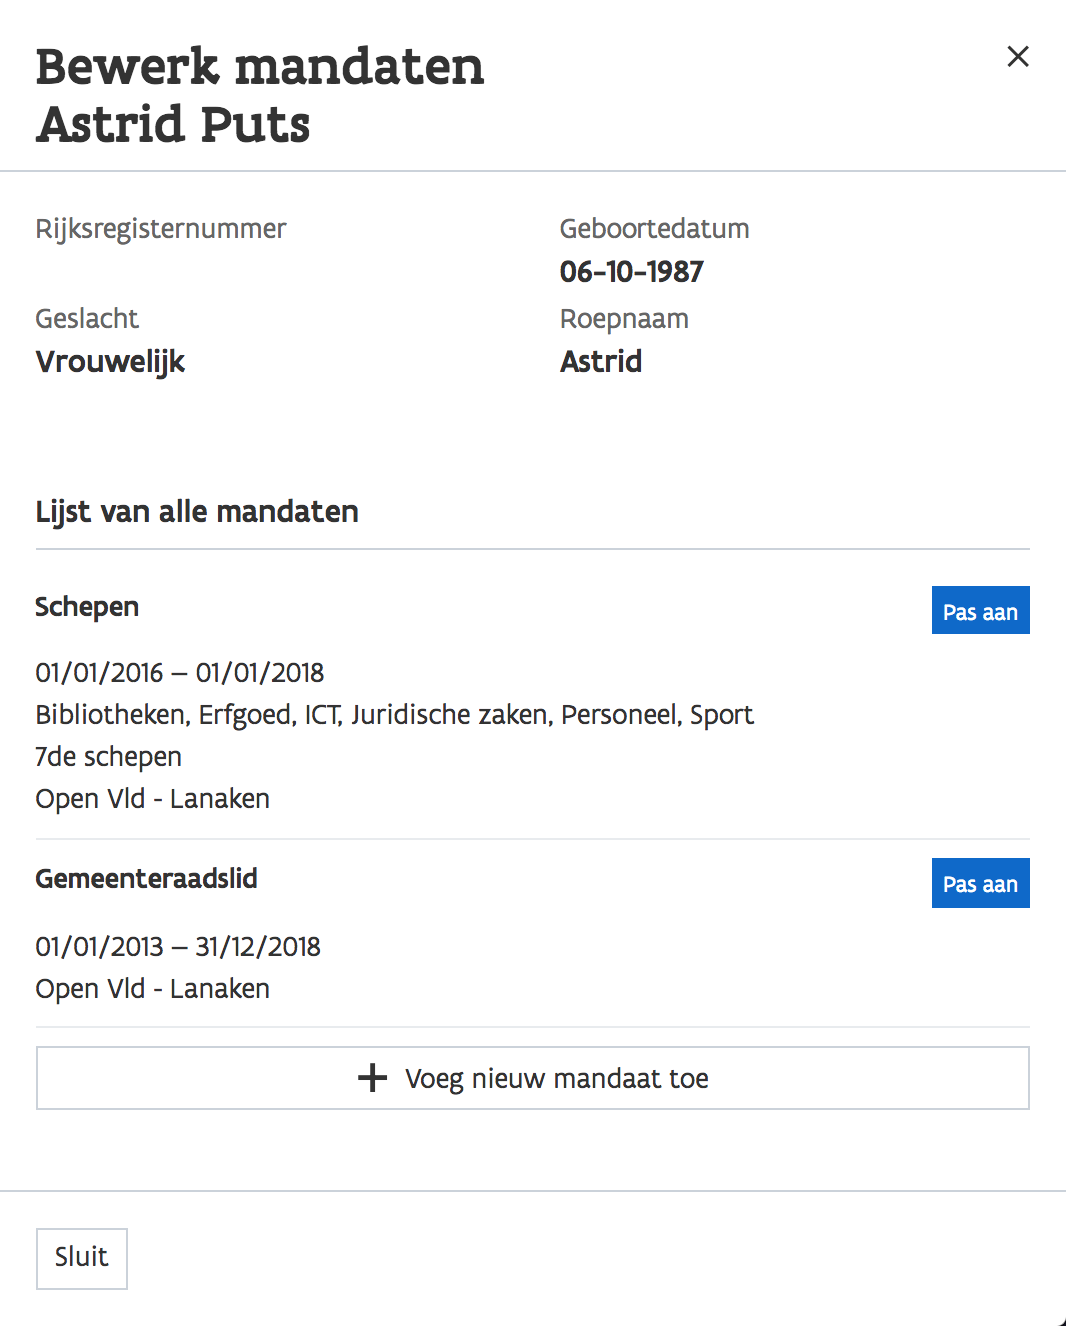 Bewerk mandaten
Astrid Puts
Rijksregisternummer
Geboortedatum
06-10-1987
Geslacht
Vrouwelijk
Roepnaam
Astrid
Lijst van alle mandaten
Schepen
Pas aan
01/01/2016 – 01/01/2018
Bibliotheken, Erfgoed, ICT, Juridische zaken, Personeel, Sport
7de schepen
Open Vld - Lanaken
Gemeenteraadslid
Pas aan
01/01/2013 – 31/12/2018
Open Vld - Lanaken
Voeg nieuw mandaat toe
Sluit